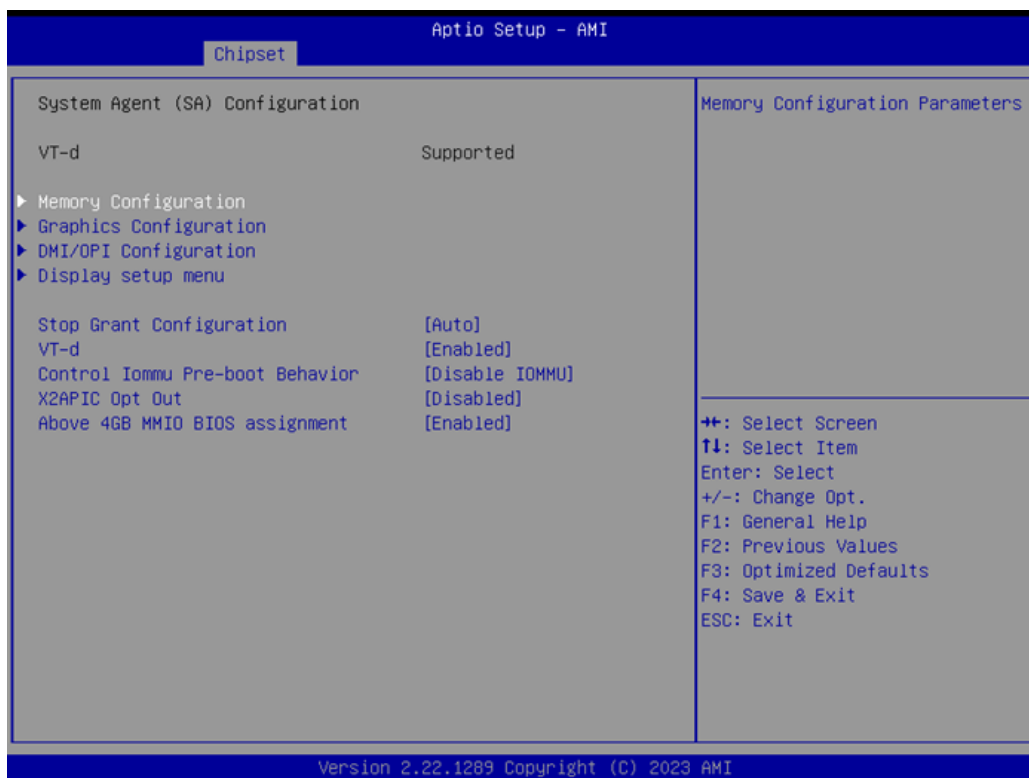 Aptio Setup - AMI
Chipset
System Agent (SA) Configuration
VT-d Supported
Memory Configuration
Graphics Configuration
DMI/OPI Configuration
Display setup menu
Stop Grant Configuration [Auto]
VT-d [Enabled]
Control Iommu Pre-boot Behavior [Disable IOMMU]
X2APIC Opt Out [Disabled]
Above 4GB MMIO BIOS assignment [Enabled]
Memory Configuration Parameters
→←: Select Screen
↑↓: Select Item
Enter: Select
+/-: Change Opt.
F1: General Help
F2: Previous Values
F3: Optimized Defaults
F4: Save & Exit
ESC: Exit
Version 2.22.1289 Copyright (C) 2023 AMI